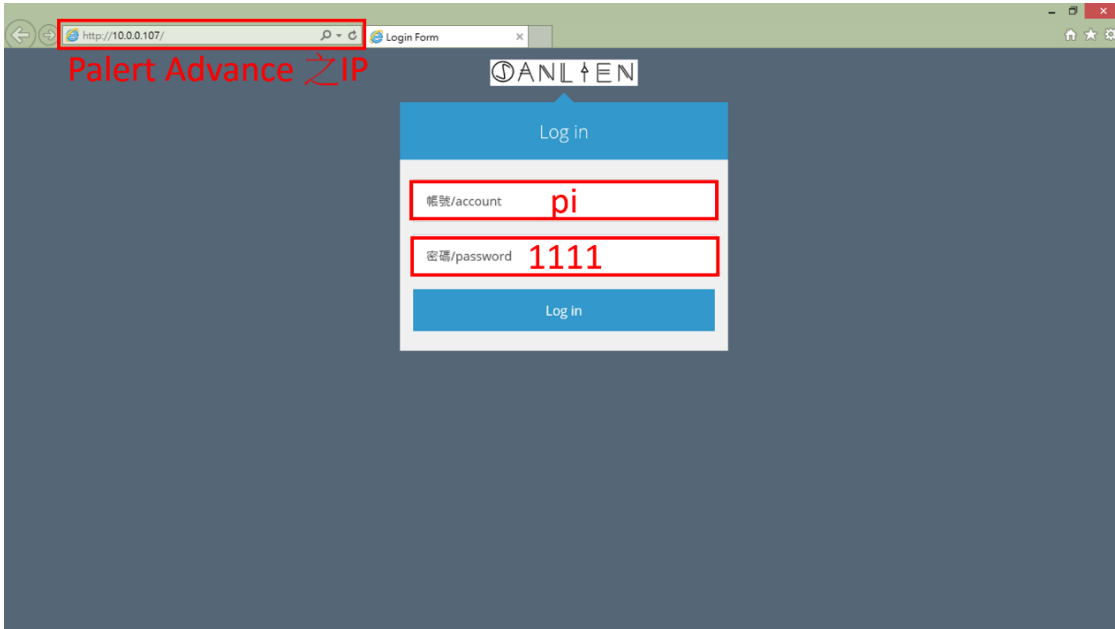 http://10.0.0.107/
Login Form
Palert Advance 之IP
SANLIEN
Log in
帳號/account
pi
密碼/password
1111
Log in